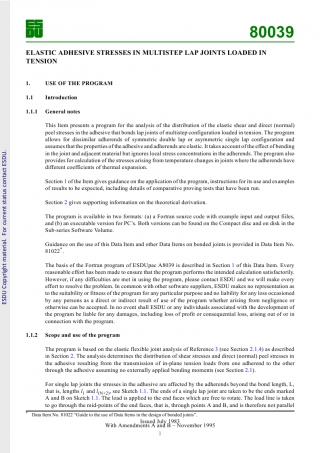 ESDU
80039
ELASTIC ADHESIVE STRESSES IN MULTISTEP LAP JOINTS LOADED IN
TENSION
1. USE OF THE PROGRAM
1.1 Introduction
1.1.1 General notes
This Item presents a program for the analysis of the distribution of the elastic shear and direct (normal)
peel stresses in the adhesive that bonds lap joints of multistep configuration loaded in tension. The program
allows for dissimilar adherends of symmetric double lap or asymmetric single lap configuration and
assumes that the properties of the adhesive and adherends are elastic. It takes account of the effect of bending
in the joint and adjacent material but ignores local stress concentrations in the adherends. The program also
provides for calculation of the stresses arising from temperature changes in joints where the adherends have
different coefficients of thermal expansion.
Section 1 of the Item gives guidance on the application of the program, instructions for its use and examples
of results to be expected, including details of comparative proving tests that have been run.
Section 2 gives supporting information on the theoretical derivation.
The program is available in two formats: (a) a Fortran source code with example input and output files,
and (b) an executable version for PC's. Both versions can be found on the Compact disc and on disk in the
Sub-series Software Volume.
Guidance on the use of this Data Item and other Data Items on bonded joints is provided in Data Item No.
81022*.
The basis of the Fortran program of ESDUpac A8039 is described in Section 1 of this Data Item. Every
reasonable effort has been made to ensure that the program performs the intended calculation satisfactorily.
However, if any difficulties do arise in using the program, please contact ESDU and we will make every
effort to resolve the problem. In common with other software suppliers, ESDU makes no representation as
to the suitability or fitness of the program for any particular purpose and no liability for any loss occasioned
by any persons as a direct or indirect result of use of the program whether arising from negligence or
otherwise can be accepted. In no event shall ESDU or any individuals associated with the development of
the program be liable for any damages, including loss of profit or consequential loss, arising out of or in
connection with the program.
1.1.2 Scope and use of the program
The program is based on the elastic flexible joint analysis of Reference 3 (see Section 2.1.4) as described
in Section 2. The analysis determines the distribution of shear stresses and direct (normal) peel stresses in
the adhesive resulting from the transmission of in-plane tension loads from one adherend to the other
through the adhesive assuming no externally applied bending moments (see Section 2.1).
For single lap joints the stresses in the adhesive are affected by the adherends beyond the bond length, L,
that is, lengths l₁ and l(N+2), see Sketch 1.1. The ends of a single lap joint are taken to be the ends marked
A and B on Sketch 1.1. The load is applied to the end faces which are free to rotate. The load line is taken
to go through the mid-points of the end faces, that is, through points A and B, and is therefore not parallel
* Data Item No. 81022 "Guide to the use of Data Items in the design of bonded joints".
Issued July 1983
With Amendments A and B – November 1995
1
ESDU Copyright material. For current status contact ESDU.